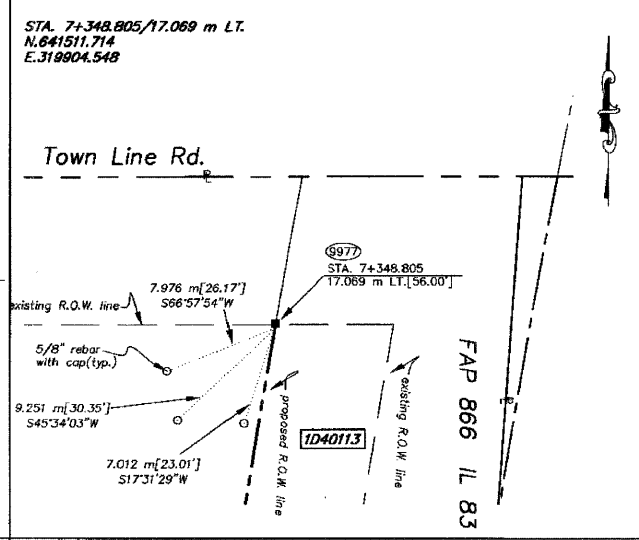 STA. 7+348.805/17.069 m LT.
N.641511.714
E.319904.548
Town Line Rd.
9977
STA. 7+348.805
17.069 m LT.[56.00']
7.976 m[26.17']
S66°57'54"W
existing R.O.W. line
5/8" rebar
with cap(typ.)
9.251 m[30.35']
S45°34'03"W
7.012 m[23.01']
S17°31'29"W
proposed R.O.W. line
1D40113
existing R.O.W. line
FAP 866 IL 83